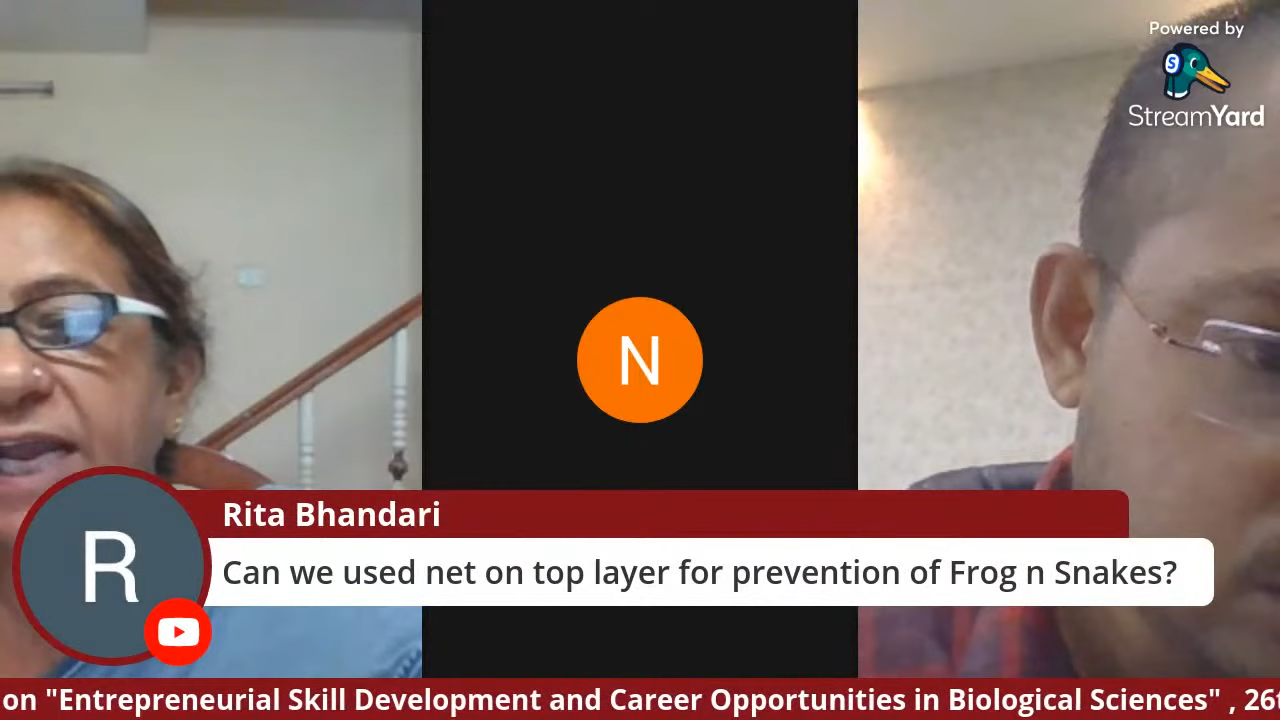 Powered by
S
StreamYard
N
R
Rita Bhandari
Can we used net on top layer for prevention of Frog n Snakes?
on "Entrepreneurial Skill Development and Career Opportunities in Biological Sciences" , 26